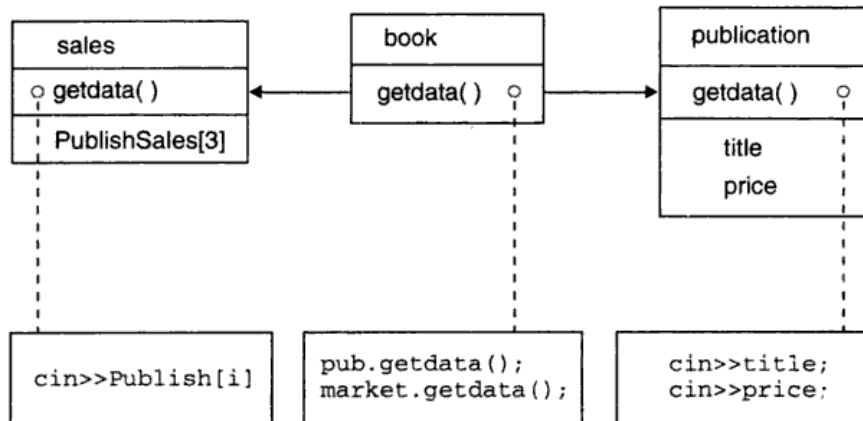 sales
getdata( )
PublishSales[3]
book
getdata( )
publication
getdata( )
title
price
cin>>Publish[i]
pub.getdata();
market.getdata();
cin>>title;
cin>>price;